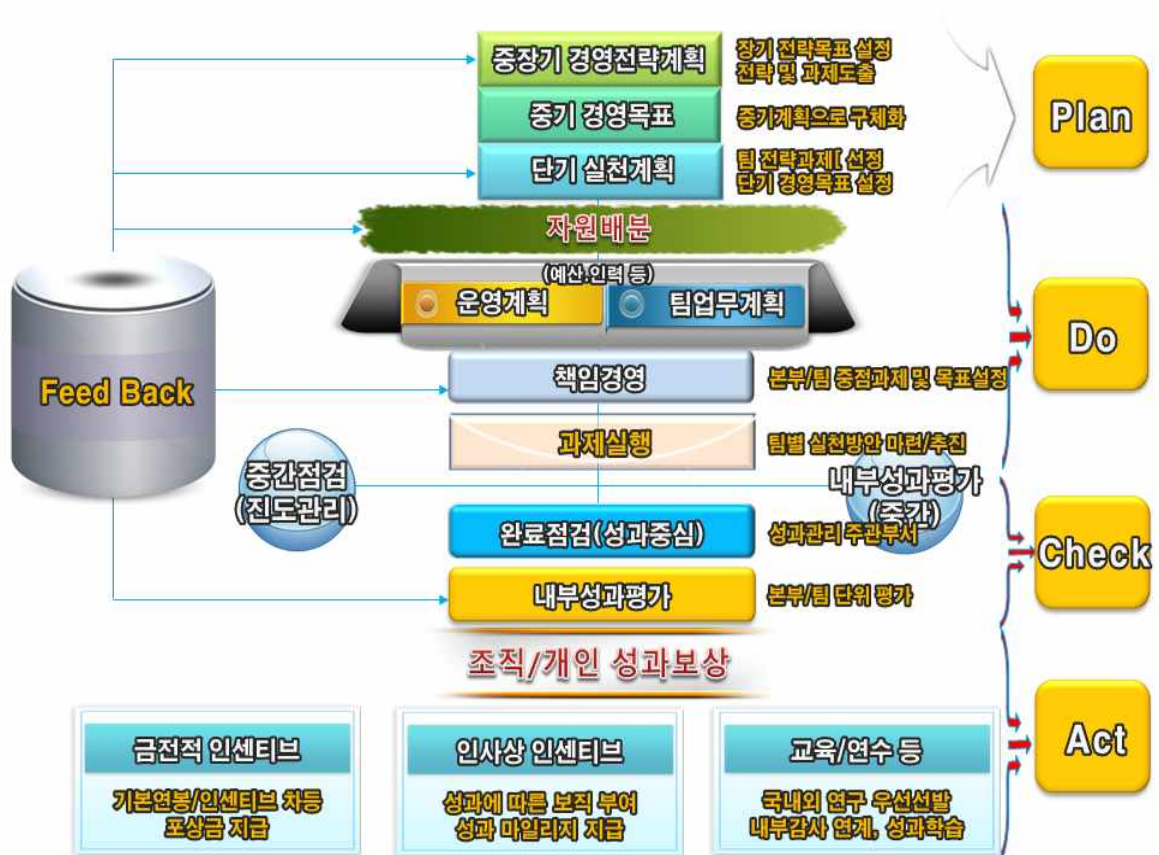 중장기 경영전략계획
장기 전략목표 설정
전략 및 과제도출
Plan
중기 경영목표
중기계획으로 구체화
단기 실천계획
팀 전략과제[ 선정
단기 경영목표 설정
자원배분
(예산.인력 등)
운영계획
팀업무계획
Do
Feed Back
책임경영
본부/팀 중점과제 및 목표설정
과제실행
팀별 실천방안 마련/추진
중간점검
(진도관리)
내부성과평가
(중간)
완료점검(성과중심)
성과관리 주관부서
Check
내부성과평가
본부/팀 단위 평가
조직/개인 성과보상
Act
금전적 인센티브
기본연봉/인센티브 차등
포상금 지급
인사상 인센티브
성과에 따른 보직 부여
성과 마일리지 지급
교육/연수 등
국내외 연구 우선선발
내부감사 연계, 성과학습